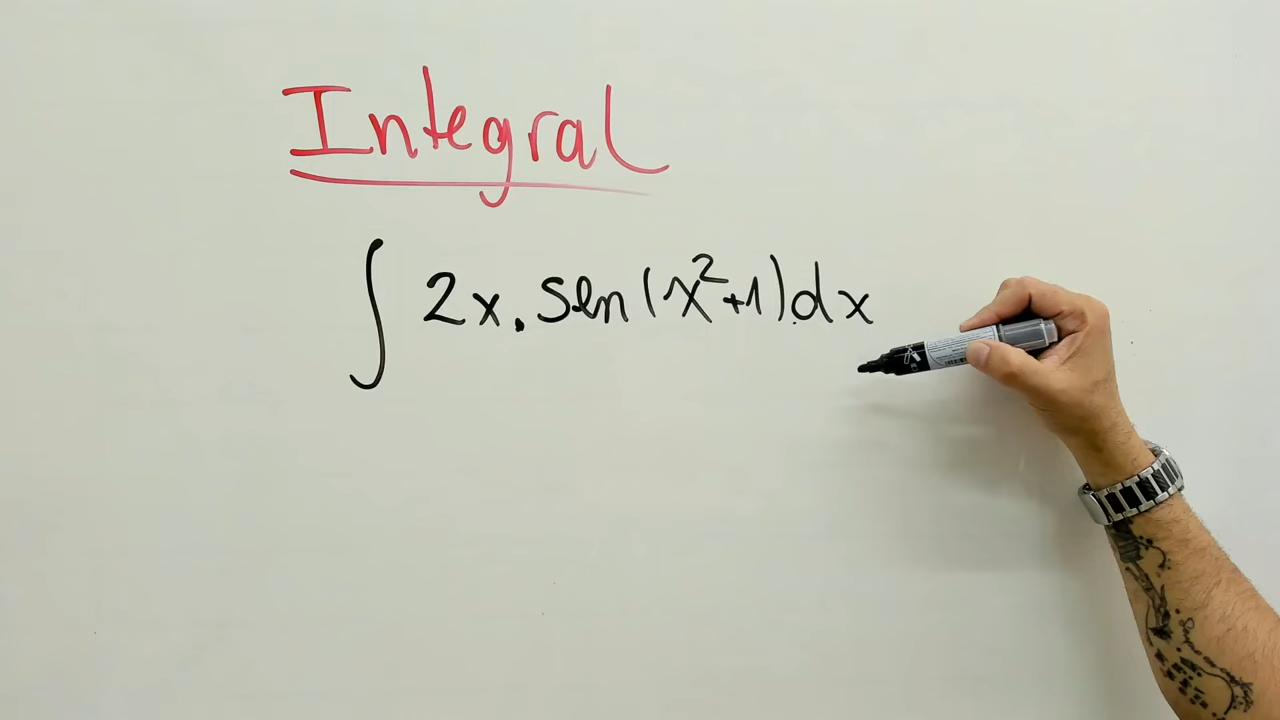 Integral
∫ 2x.sen(x²+1)dx